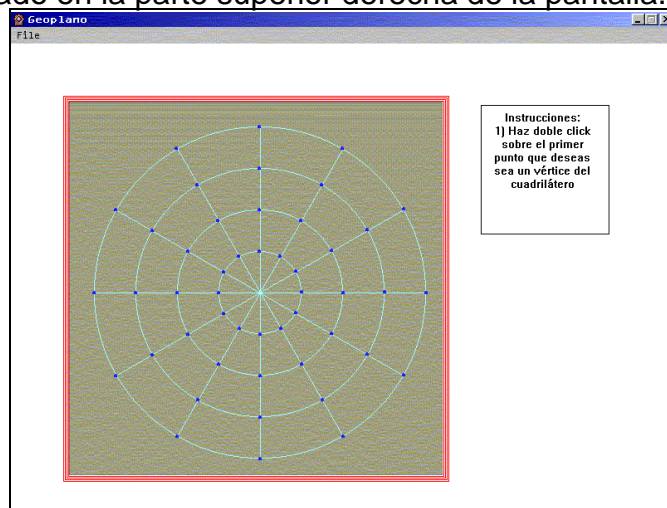 ado en la parte superior derecha de la pantalla.
Geoplano
File
Instrucciones:
1) Haz doble click
sobre el primer
punto que deseas
sea un vértice del
cuadrilátero